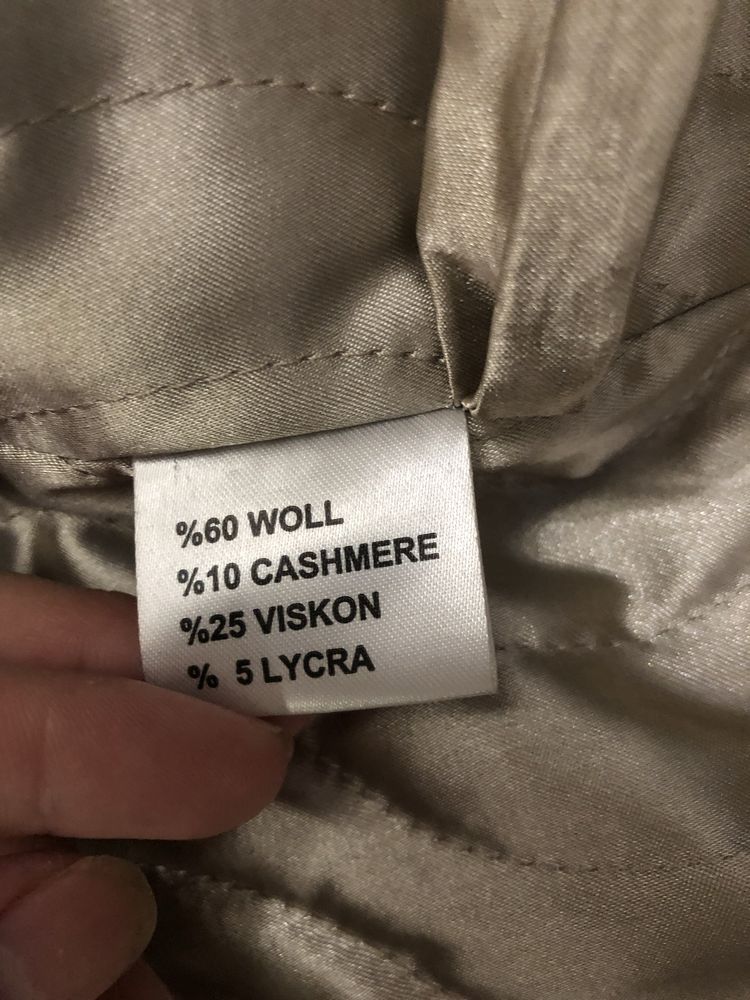 %60 WOLL
%10 CASHMERE
%25 VISKON
% 5 LYCRA